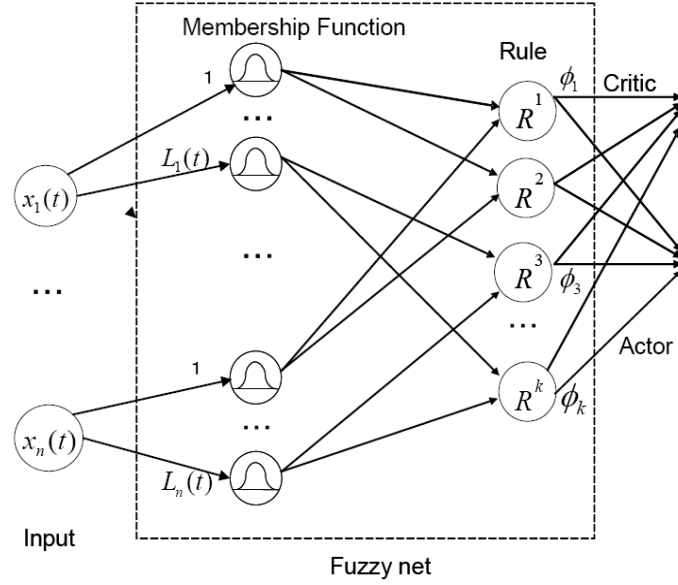 Membership Function
Rule
1
ϕ₁
Critic
R¹
...
L₁(t)
x₁(t)
R²
...
...
R³
ϕ₃
...
1
Actor
Rᵏ
ϕₖ
...
xₙ(t)
Lₙ(t)
Input
Fuzzy net